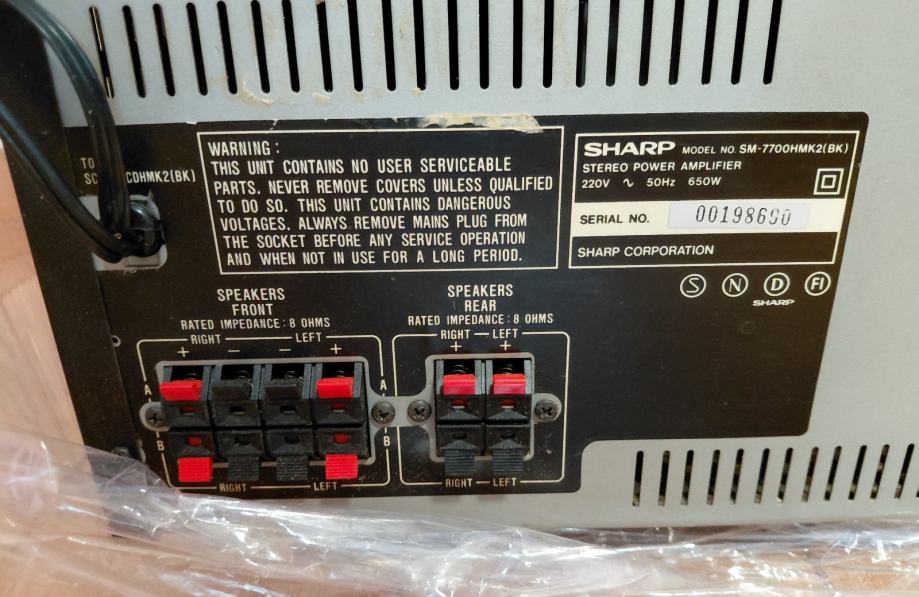 TO
CDHMK2(BK)
WARNING:
THIS UNIT CONTAINS NO USER SERVICEABLE
PARTS. NEVER REMOVE COVERS UNLESS QUALIFIED
TO DO SO. THIS UNIT CONTAINS DANGEROUS
VOLTAGES. ALWAYS REMOVE MAINS PLUG FROM
THE SOCKET BEFORE ANY SERVICE OPERATION
AND WHEN NOT IN USE FOR A LONG PERIOD.
SHARP MODEL NO. SM-7700HMK2(BK)
STEREO POWER AMPLIFIER
220V ~ 50Hz 650W
SERIAL NO. 00198690
SHARP CORPORATION
S N D FI
SHARP
SPEAKERS
FRONT
RATED IMPEDANCE: 8 OHMS
RIGHT LEFT
+ − − +
A A
B B
RIGHT LEFT
SPEAKERS
REAR
RATED IMPEDANCE: 8 OHMS
RIGHT LEFT
+ +
− −
RIGHT LEFT